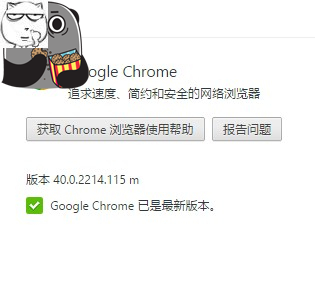 oogle Chrome
追求速度、简约和安全的网络浏览器
获取 Chrome 浏览器使用帮助
报告问题
版本 40.0.2214.115 m
Google Chrome 已是最新版本。